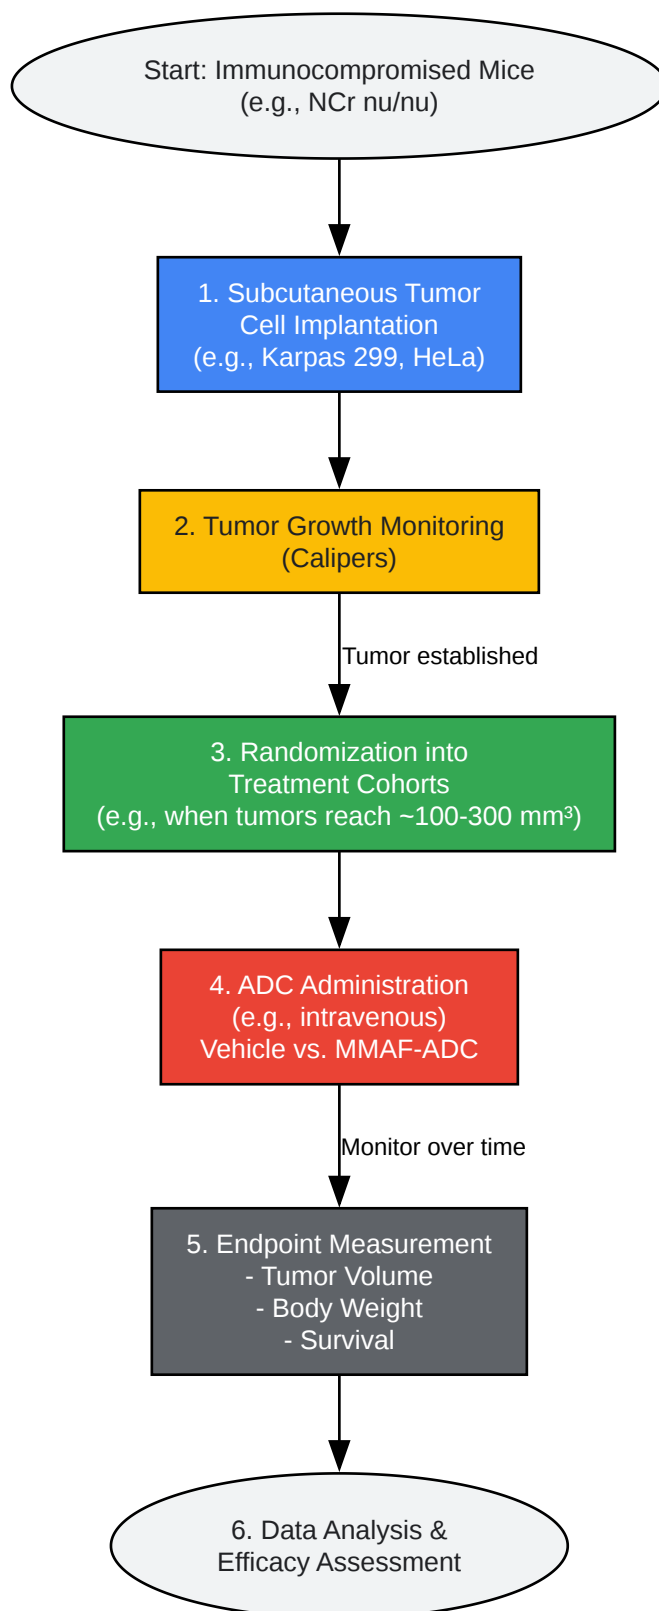 Start: Immunocompromised Mice
(e.g., NCr nu/nu)
1. Subcutaneous Tumor
Cell Implantation
(e.g., Karpas 299, HeLa)
2. Tumor Growth Monitoring
(Calipers)
Tumor established
3. Randomization into
Treatment Cohorts
(e.g., when tumors reach ~100-300 mm³)
4. ADC Administration
(e.g., intravenous)
Vehicle vs. MMAF-ADC
Monitor over time
5. Endpoint Measurement
- Tumor Volume
- Body Weight
- Survival
6. Data Analysis &
Efficacy Assessment